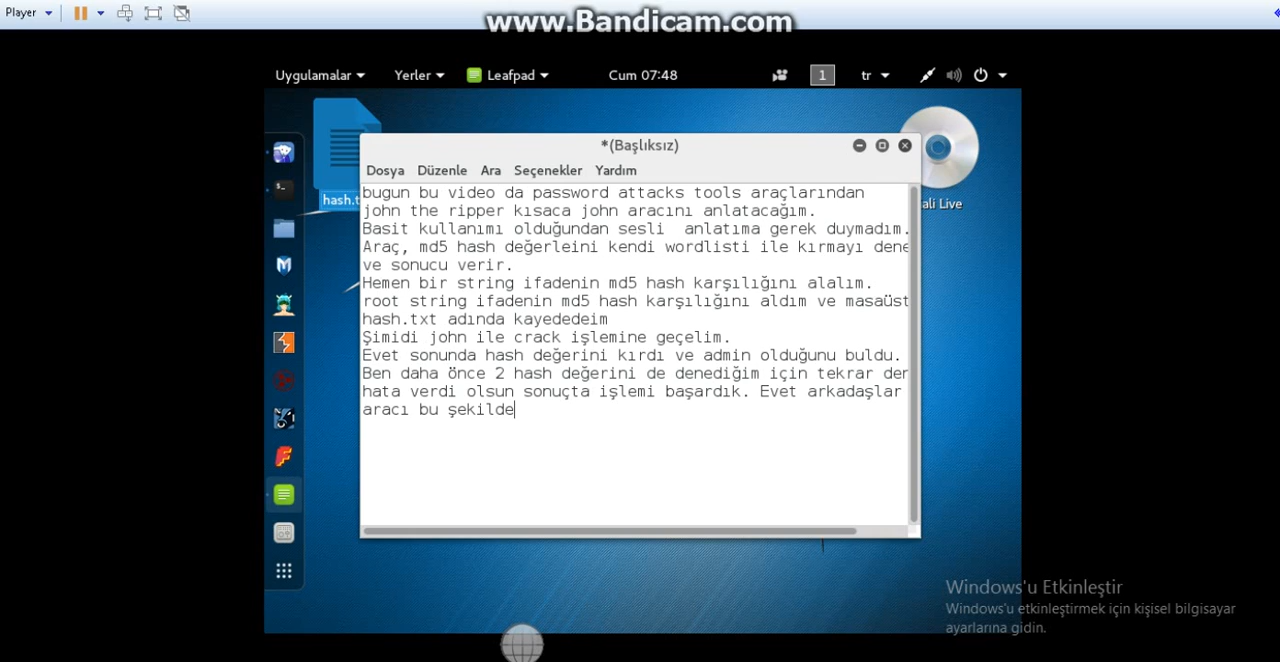 Player
www.Bandicam.com
Uygulamalar Yerler Leafpad Cum 07:48 1 tr
*(Başlıksız)
Dosya Düzenle Ara Seçenekler Yardım
bugun bu video da password attacks tools araçlarından
john the ripper kısaca john aracını anlatacağım.
Basit kullanımı olduğundan sesli anlatıma gerek duymadım.
Araç, md5 hash değerleini kendi wordlisti ile kırmayı dene
ve sonucu verir.
Hemen bir string ifadenin md5 hash karşılığını alalım.
root string ifadenin md5 hash karşılığını aldım ve masaüst
hash.txt adında kayededeim
Şimidi john ile crack işlemine geçelim.
Evet sonunda hash değerini kırdı ve admin olduğunu buldu.
Ben daha önce 2 hash değerini de denediğim için tekrar den
hata verdi olsun sonuçta işlemi başardık. Evet arkadaşlar
aracı bu şekilde
hash.t
ali Live
Windows'u Etkinleştir
Windows'u etkinleştirmek için kişisel bilgisayar
ayarlarına gidin.